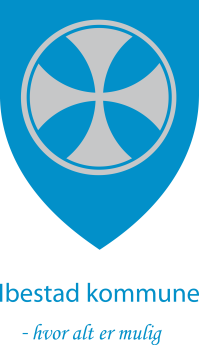 Ibestad kommune
- hvor alt er mulig